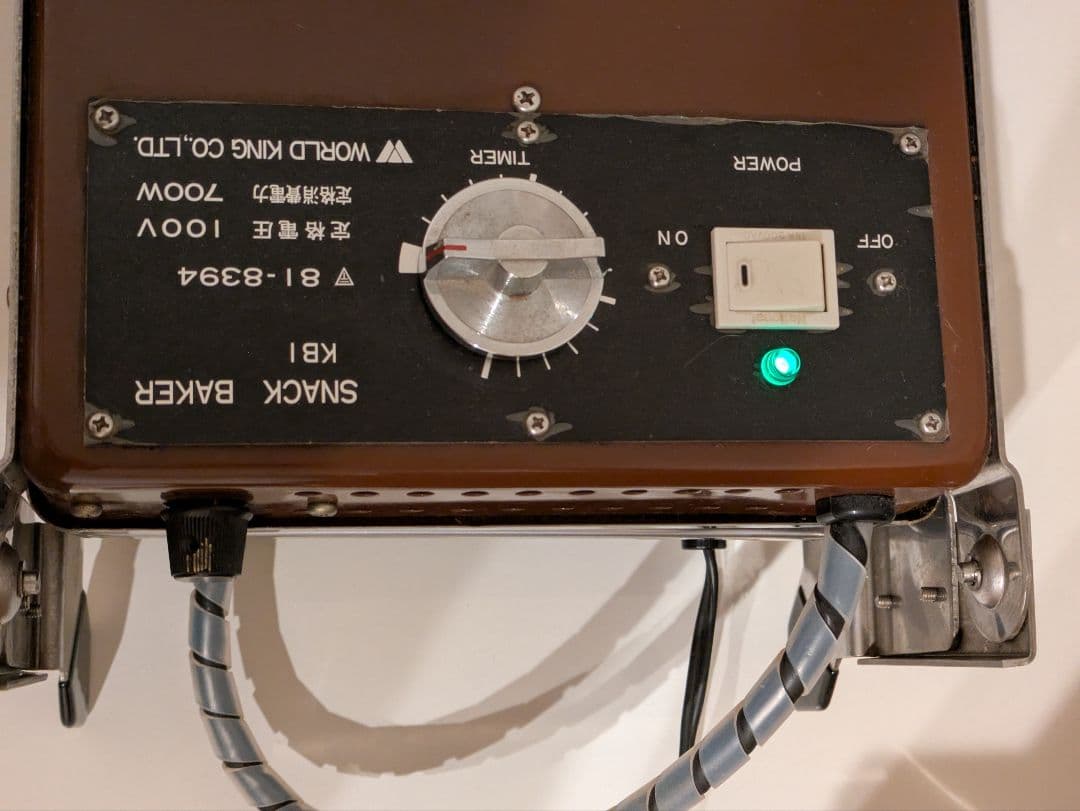 SNACK BAKER
KB1
81-8394
定格電圧 100V
定格消費電力 700W
WORLD KING CO.,LTD.
TIMER
OFF
ON
POWER